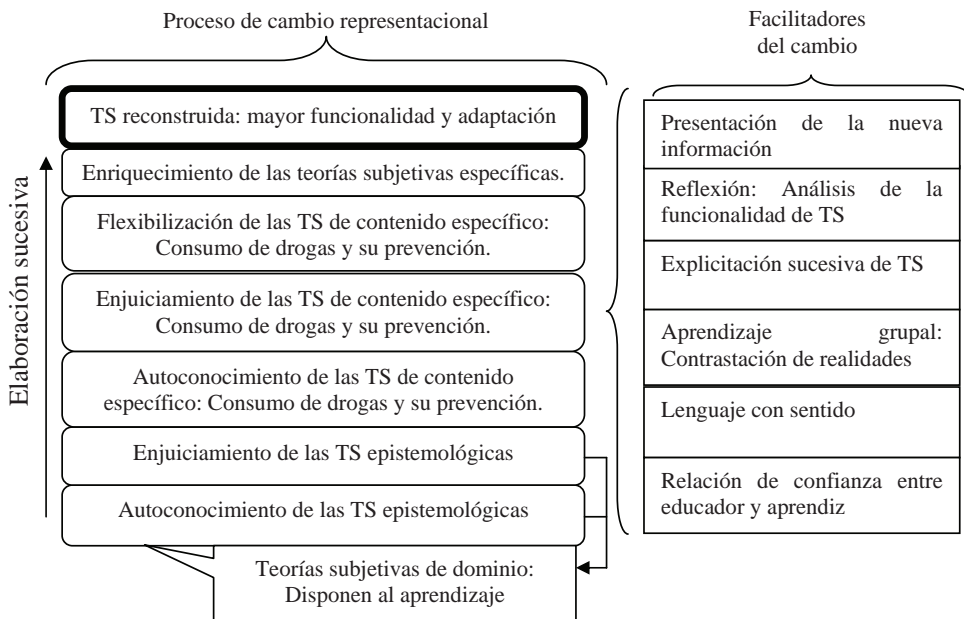 Proceso de cambio representacional
Facilitadores
del cambio
Elaboración sucesiva
TS reconstruida: mayor funcionalidad y adaptación
Enriquecimiento de las teorías subjetivas específicas.
Flexibilización de las TS de contenido específico:
Consumo de drogas y su prevención.
Enjuiciamiento de las TS de contenido específico:
Consumo de drogas y su prevención.
Autoconocimiento de las TS de contenido
específico: Consumo de drogas y su prevención.
Enjuiciamiento de las TS epistemológicas
Autoconocimiento de las TS epistemológicas
Teorías subjetivas de dominio:
Disponen al aprendizaje
Presentación de la nueva
información
Reflexión: Análisis de la
funcionalidad de TS
Explicitación sucesiva de TS
Aprendizaje grupal:
Contrastación de realidades
Lenguaje con sentido
Relación de confianza entre
educador y aprendiz